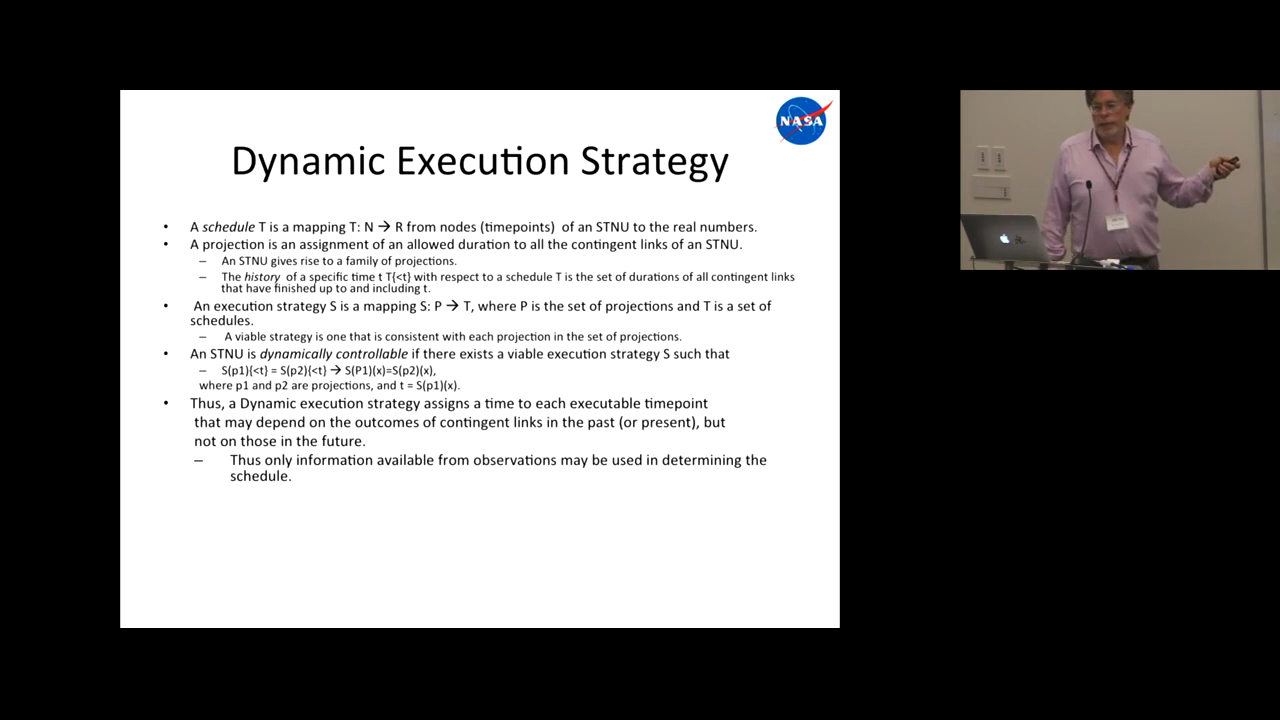 NASA
Dynamic Execution Strategy
• A schedule T is a mapping T: N → R from nodes (timepoints) of an STNU to the real numbers.
• A projection is an assignment of an allowed duration to all the contingent links of an STNU.
– An STNU gives rise to a family of projections.
– The history of a specific time t T{<t} with respect to a schedule T is the set of durations of all contingent links
that have finished up to and including t.
• An execution strategy S is a mapping S: P → T, where P is the set of projections and T is a set of
schedules.
– A viable strategy is one that is consistent with each projection in the set of projections.
• An STNU is dynamically controllable if there exists a viable execution strategy S such that
– S(p1){<t} = S(p2){<t} → S(P1)(x)=S(p2)(x),
where p1 and p2 are projections, and t = S(p1)(x).
• Thus, a Dynamic execution strategy assigns a time to each executable timepoint
that may depend on the outcomes of contingent links in the past (or present), but
not on those in the future.
– Thus only information available from observations may be used in determining the
schedule.